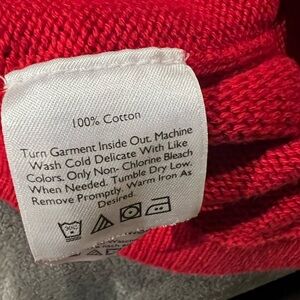 100% Cotton
Turn Garment Inside Out. Machine
Wash Cold Delicate With Like
Colors. Only Non- Chlorine Bleach
When Needed. Tumble Dry Low.
Remove Promptly. Warm Iron As
Desired.
30C